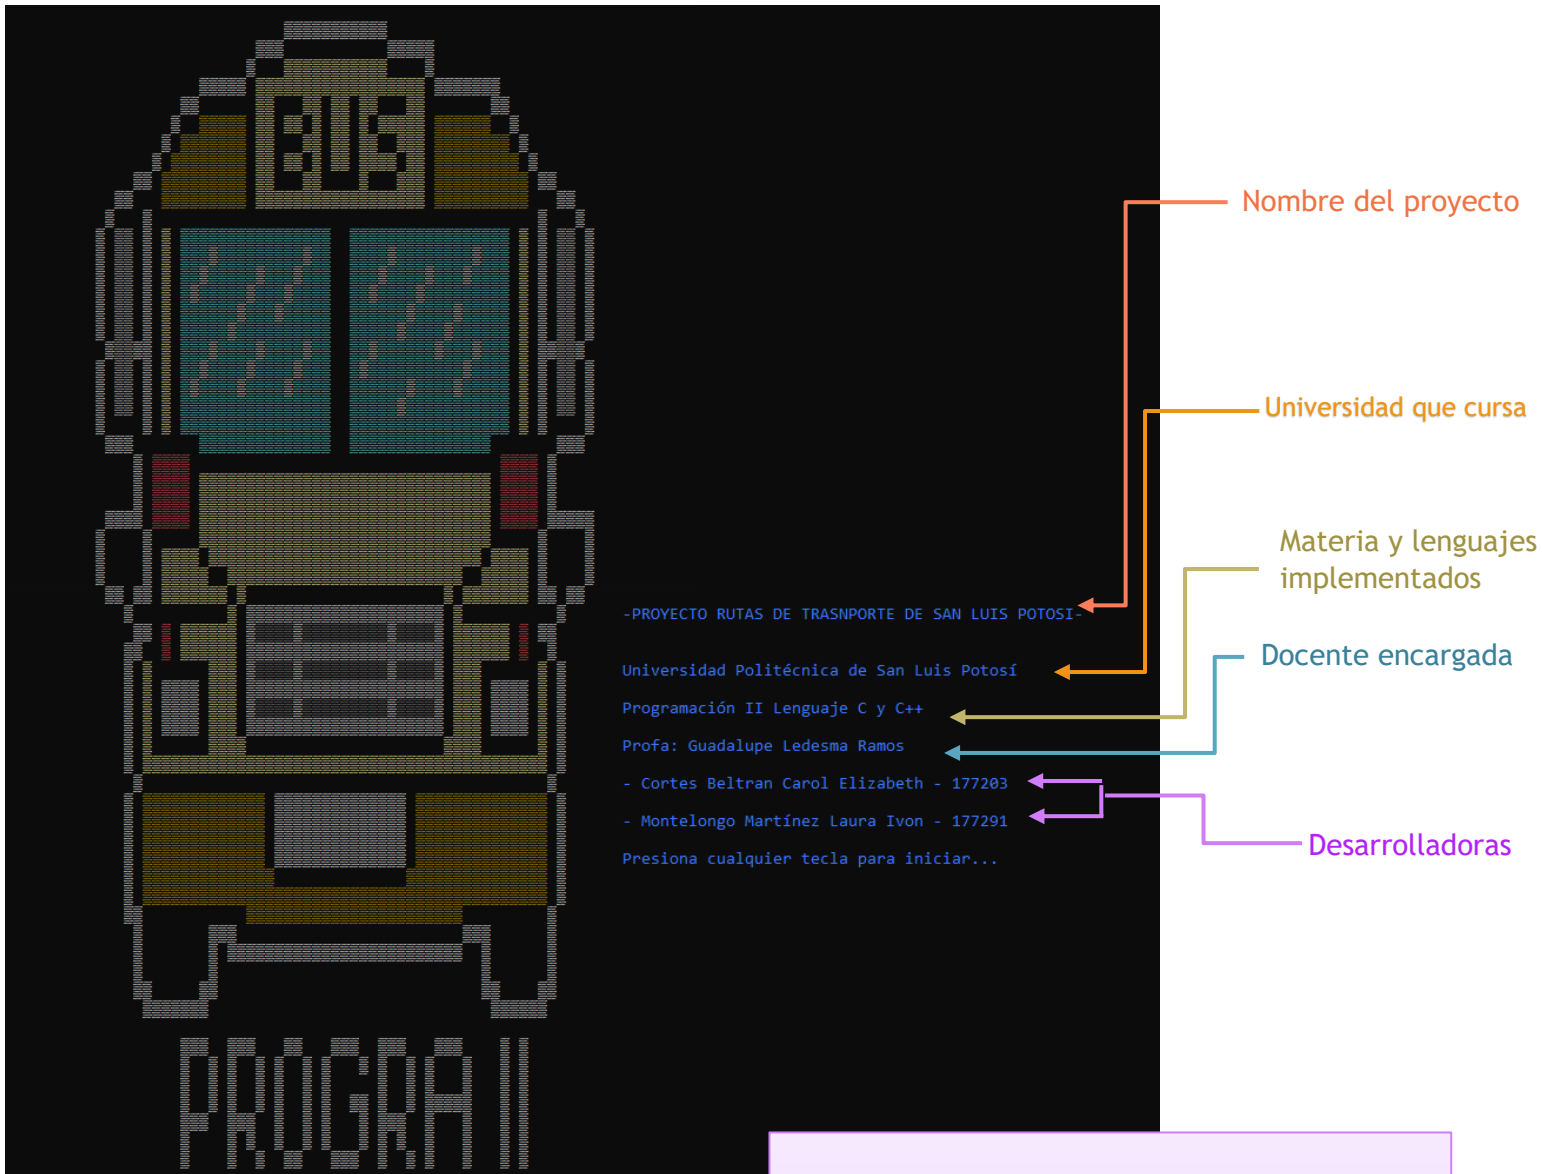 BUS
Nombre del proyecto
Universidad que cursa
Materia y lenguajes
implementados
-PROYECTO RUTAS DE TRASNPORTE DE SAN LUIS POTOSI-
Docente encargada
Universidad Politécnica de San Luis Potosí
Programación II Lenguaje C y C++
Profa: Guadalupe Ledesma Ramos
- Cortes Beltran Carol Elizabeth - 177203
- Montelongo Martínez Laura Ivon - 177291
Desarrolladoras
Presiona cualquier tecla para iniciar...
PROGRA II